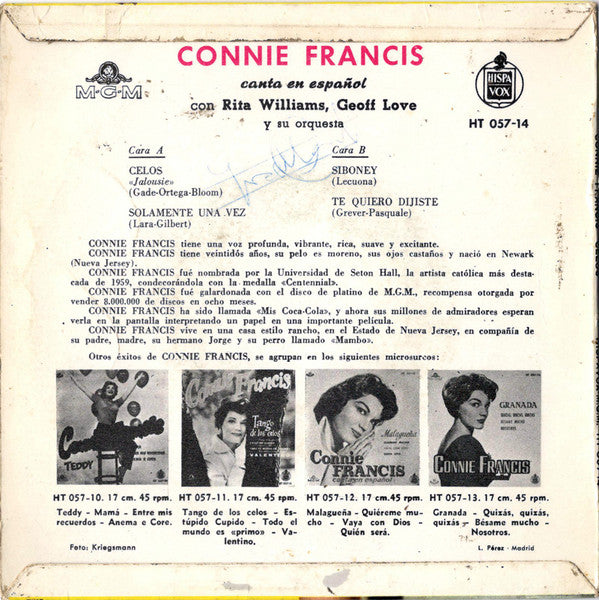 CONNIE FRANCIS
canta en español
con Rita Williams, Geoff Love
y su orquesta
M-G-M
HISPA
VOX
HT 057-14
Cara A
CELOS
«Jalousie»
(Gade-Ortega-Bloom)
SOLAMENTE UNA VEZ
(Lara-Gilbert)
Cara B
SIBONEY
(Lecuona)
TE QUIERO DIJISTE
(Grever-Pasquale)
CONNIE FRANCIS tiene una voz profunda, vibrante, rica, suave y excitante.
CONNIE FRANCIS tiene veintidós años, su pelo es moreno, sus ojos castaños y nació en Newark
(Nueva Jersey).
CONNIE FRANCIS fué nombrada por la Universidad de Seton Hall, la artista católica más desta-
cada de 1959, condecorándola con la medalla «Centennial».
CONNIE FRANCIS fué galardonada con el disco de platino de M.G.M., recompensa otorgada por
vender 8.000.000 de discos en ocho meses.
CONNIE FRANCIS ha sido llamada «Mis Coca-Cola», y ahora sus millones de admiradores esperan
verla en la pantalla interpretando un papel en una importante película.
CONNIE FRANCIS vive en una casa estilo rancho, en el Estado de Nueva Jersey, en compañía de
su padre, madre, su hermano Jorge y su perro llamado «Mambo».
Otros éxitos de CONNIE FRANCIS, se agrupan en los siguientes microsurcos:
TEDDY
Connie Francis
Tango
de los celos
VALENTINO
Malagueña
Connie
FRANCIS
canta en español
GRANADA
CONNIE FRANCIS
HT 057-10. 17 cm. 45 rpm.
Teddy - Mamá - Entre mis
recuerdos - Anema e Core.
HT 057-11. 17 cm. 45 rpm.
Tango de los celos - Es-
túpido Cupido - Todo el
mundo es «primo» - Va-
lentino.
HT 057-12. 17 cm. 45 rpm.
Malagueña - Quiéreme mu-
cho - Vaya con Dios -
Quién será.
HT 057-13. 17 cm. 45 rpm.
Granada - Quizás, quizás,
quizás - Bésame mucho -
Nosotros.
Foto: Kriegsmann
L. Pérez - Madrid